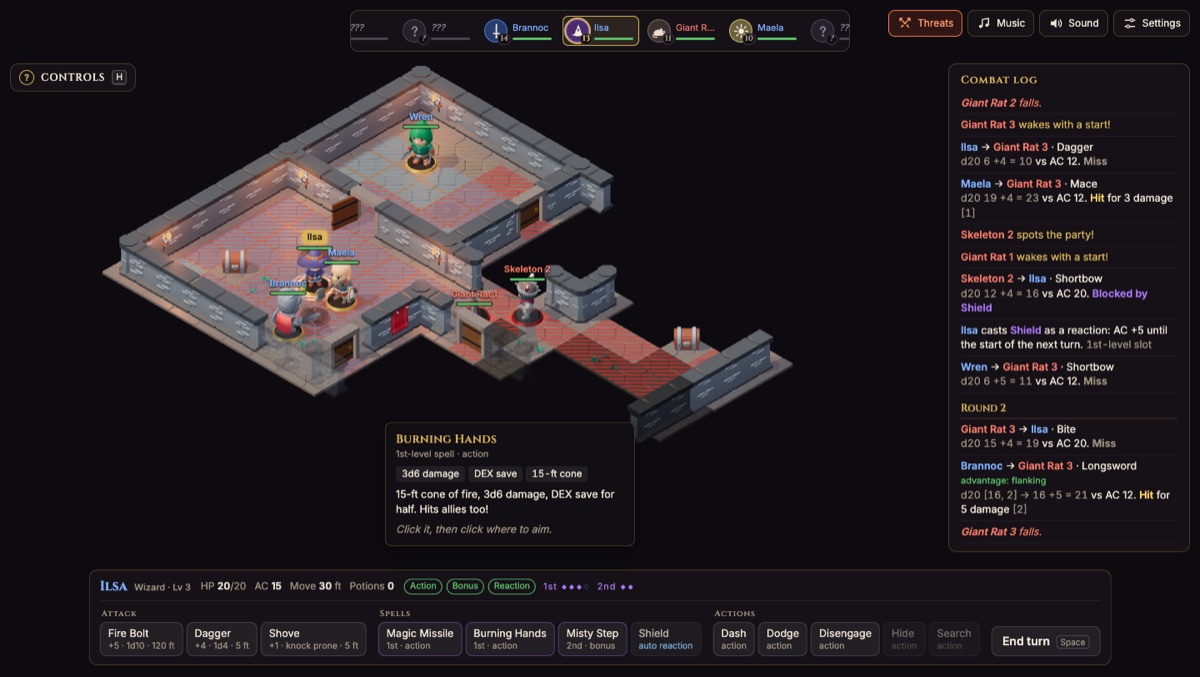 ???
? ?
???
14
Brannoc
13
Ilsa
11
Giant R...
10
Maela
? ?
??
Threats
Music
Sound
Settings
? CONTROLS H
COMBAT LOG
Giant Rat 2 falls.
Giant Rat 3 wakes with a start!
Ilsa → Giant Rat 3 · Dagger
d20 6 +4 = 10 vs AC 12. Miss
Maela → Giant Rat 3 · Mace
d20 19 +4 = 23 vs AC 12. Hit for 3 damage
[1]
Skeleton 2 spots the party!
Giant Rat 1 wakes with a start!
Skeleton 2 → Ilsa · Shortbow
d20 12 +4 = 16 vs AC 20. Blocked by
Shield
Ilsa casts Shield as a reaction: AC +5 until
the start of the next turn. 1st-level slot
Wren → Giant Rat 3 · Shortbow
d20 6 +5 = 11 vs AC 12. Miss
ROUND 2
Giant Rat 3 → Ilsa · Bite
d20 15 +4 = 19 vs AC 20. Miss
Brannoc → Giant Rat 3 · Longsword
advantage: flanking
d20 [16, 2] → 16 +5 = 21 vs AC 12. Hit for
5 damage [2]
Giant Rat 3 falls.
Wren
Ilsa
Maela
Brannoc
Skeleton 2
Giant Rat 1
BURNING HANDS
1st-level spell · action
3d6 damage DEX save 15-ft cone
15-ft cone of fire, 3d6 damage, DEX save for
half. Hits allies too!
Click it, then click where to aim.
ILSA Wizard · Lv 3 HP 20/20 AC 15 Move 30 ft Potions 0 Action Bonus Reaction 1st ◆◆◆◇ 2nd ◆◆
ATTACK
Fire Bolt
+5 · 1d10 · 120 ft
Dagger
+4 · 1d4 · 5 ft
Shove
+1 · knock prone · 5 ft
SPELLS
Magic Missile
1st · action
Burning Hands
1st · action
Misty Step
2nd · bonus
Shield
auto reaction
ACTIONS
Dash
action
Dodge
action
Disengage
action
Hide
action
Search
action
End turn Space